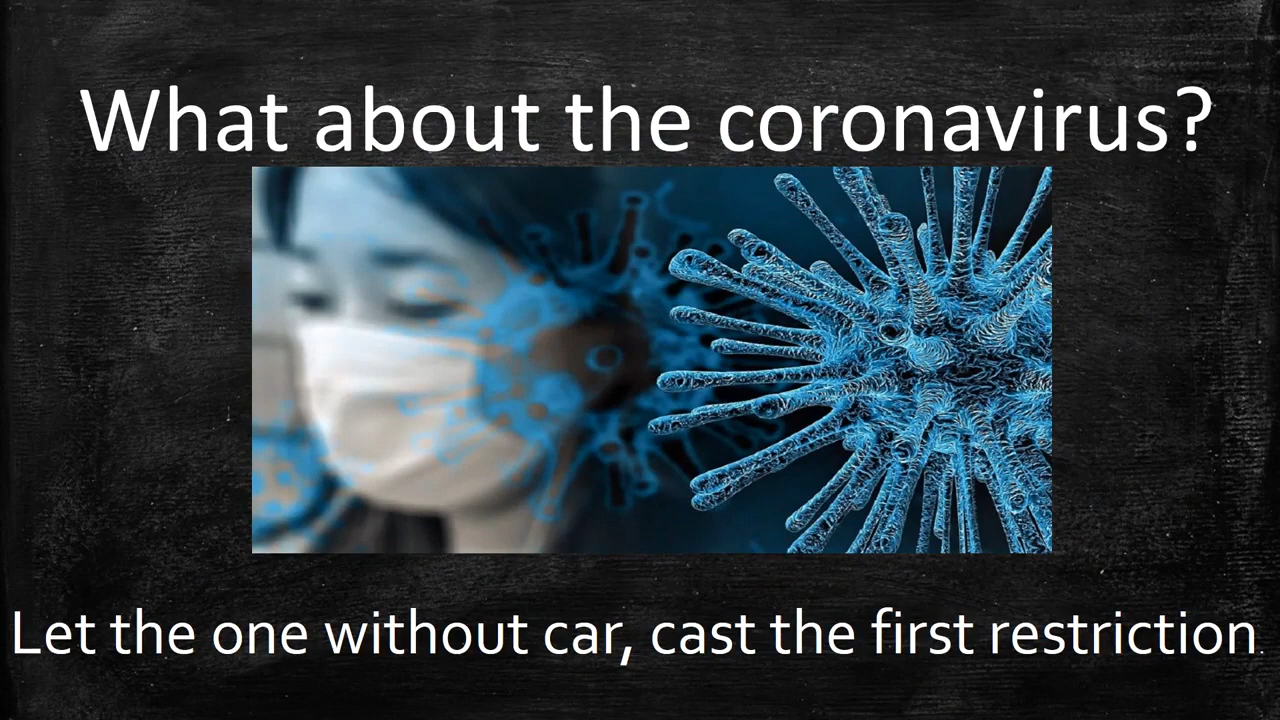 What about the coronavirus?
Let the one without car, cast the first restriction.